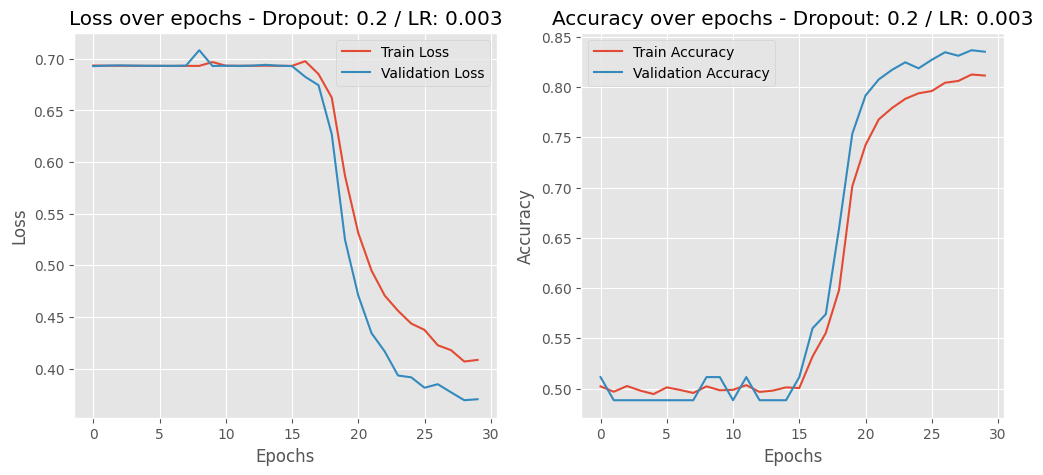 Loss over epochs - Dropout: 0.2 / LR: 0.003
Train Loss
Validation Loss
0.70
0.65
0.60
0.55
0.50
0.45
0.40
Loss
0
5
10
15
20
25
30
Epochs
Accuracy over epochs - Dropout: 0.2 / LR: 0.003
Train Accuracy
Validation Accuracy
0.85
0.80
0.75
0.70
0.65
0.60
0.55
0.50
Accuracy
0
5
10
15
20
25
30
Epochs